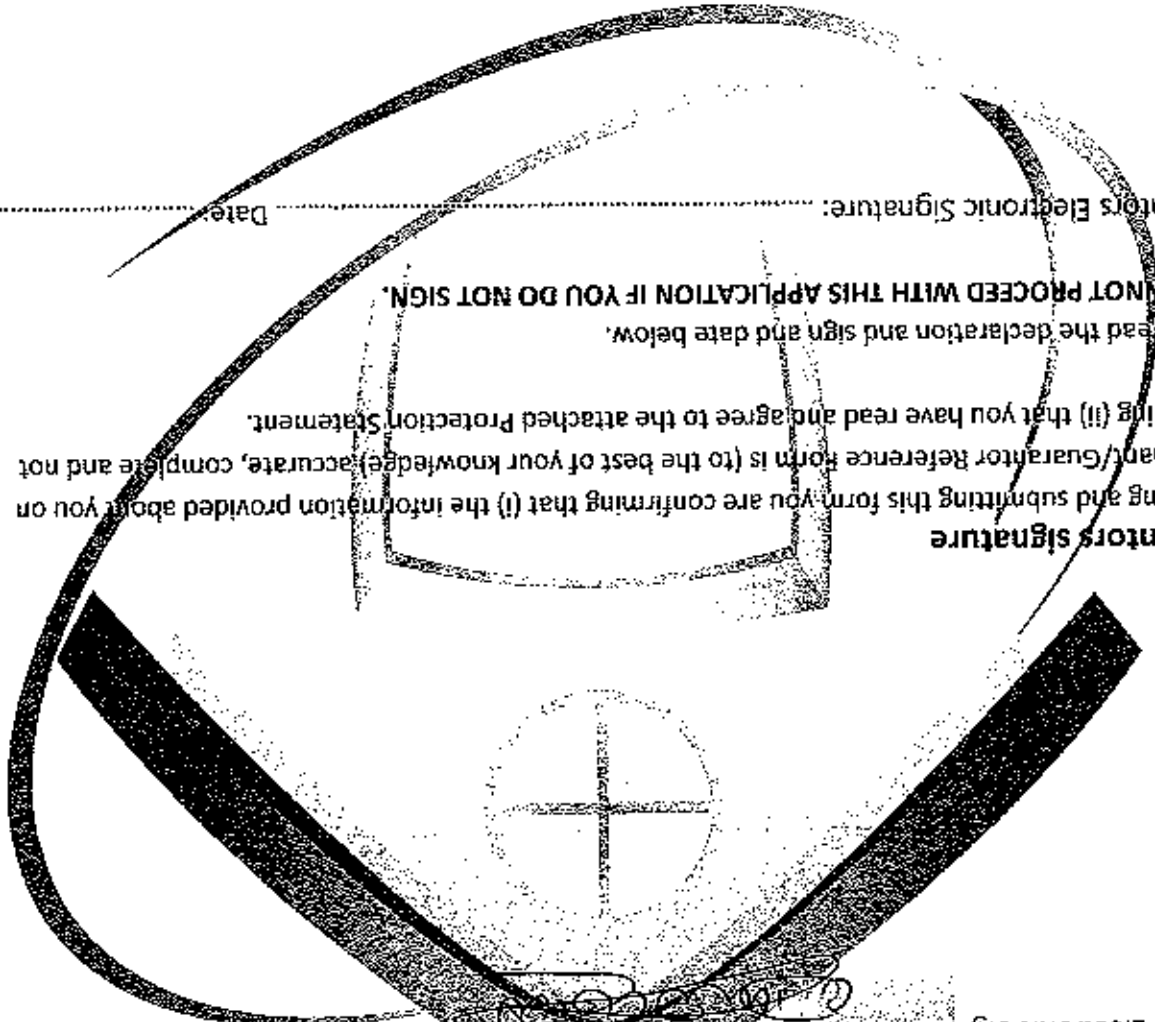 ntors signature
ng and submitting this form you are confirming that (i) the information provided about you on
nant/Guarantor Reference Form is (to the best of your knowledge) accurate, complete and not
ing (ii) that you have read and agree to the attached Protection Statement.
ead the declaration and sign and date below.
NNOT PROCEED WITH THIS APPLICATION IF YOU DO NOT SIGN.
ntors Electronic Signature: Date: